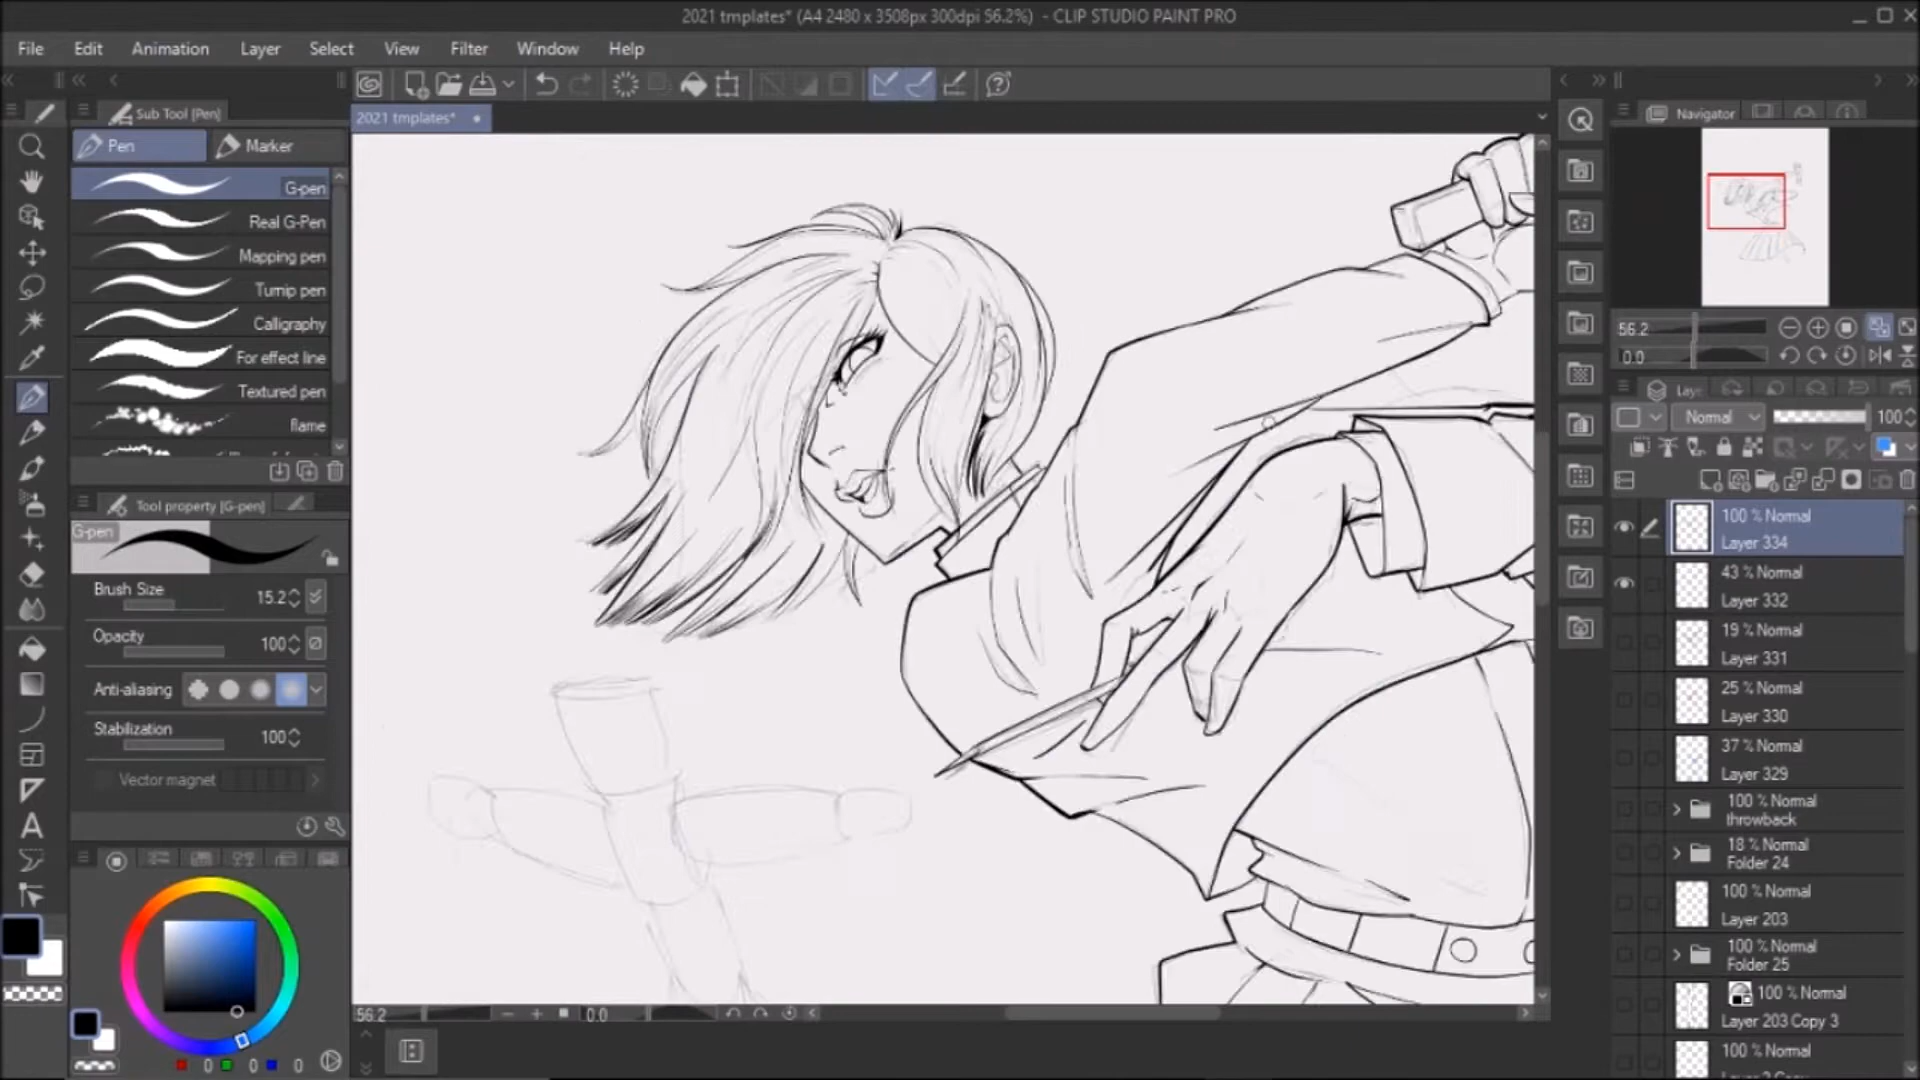 2021 tmplates* (A4 2480 x 3508px 300dpi 56.2%) - CLIP STUDIO PAINT PRO
File Edit Animation Layer Select View Filter Window Help
Sub Tool [Pen]
Pen Marker
G-pen
Real G-Pen
Mapping pen
Turnip pen
Calligraphy
For effect line
Textured pen
flame
Tool property [G-pen]
G-pen
Brush Size 15.2
Opacity 100
Anti-aliasing
Stabilization 100
Vector magnet
0 0 0
2021 tmplates*
56.2 0.0
Navigator
56.2
0.0
Laye
Normal 100
100 % Normal
Layer 334
43 % Normal
Layer 332
19 % Normal
Layer 331
25 % Normal
Layer 330
37 % Normal
Layer 329
100 % Normal
throwback
18 % Normal
Folder 24
100 % Normal
Layer 203
100 % Normal
Folder 25
100 % Normal
Layer 203 Copy 3
100 % Normal